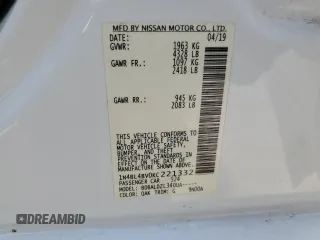 MFD BY NISSAN MOTOR CO., LTD.
DATE: 04/19
GVWR: 1963 KG
4328 LB
GAWR FR.: 1097 KG
2418 LB
GAWR RR.: 945 KG
2083 LB
THIS VEHICLE CONFORMS TO
ALL APPLICABLE FEDERAL
MOTOR VEHICLE SAFETY,
BUMPER, AND THEFT
PREVENTION STANDARDS
IN EFFECT ON THE DATE OF
MANUFACTURE SHOWN ABOVE.
221332
PASSENGER CAR
COLOR: QAK TRIM: G